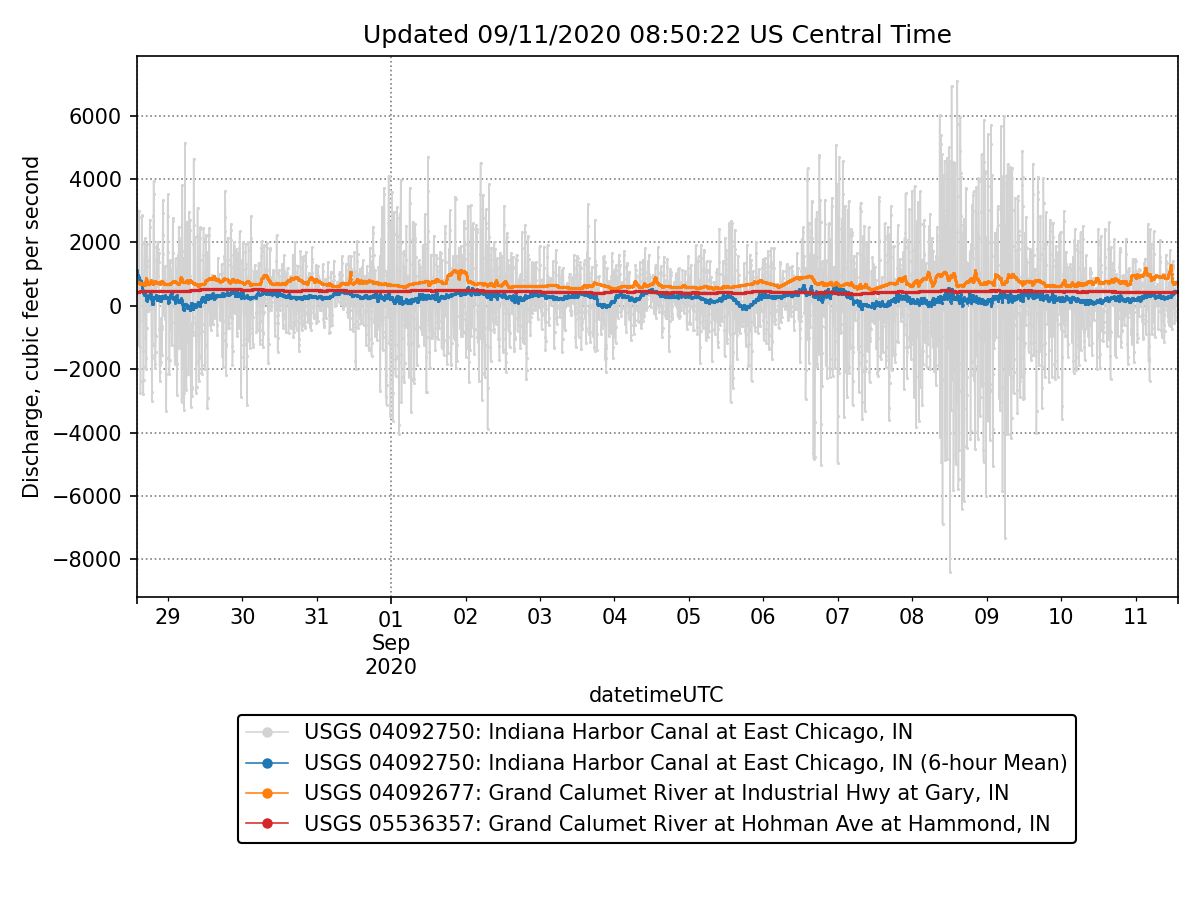 Updated 09/11/2020 08:50:22 US Central Time
Discharge, cubic feet per second
6000
4000
2000
0
−2000
−4000
−6000
−8000
29 30 31 01 02 03 04 05 06 07 08 09 10 11
Sep
2020
datetimeUTC
USGS 04092750: Indiana Harbor Canal at East Chicago, IN
USGS 04092750: Indiana Harbor Canal at East Chicago, IN (6-hour Mean)
USGS 04092677: Grand Calumet River at Industrial Hwy at Gary, IN
USGS 05536357: Grand Calumet River at Hohman Ave at Hammond, IN